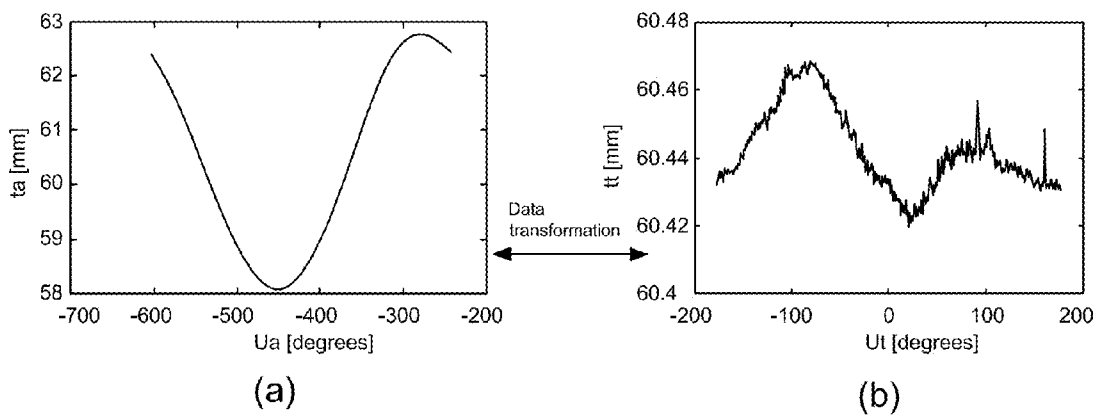 63
62
61
60
59
58
ta [mm]
-700 -600 -500 -400 -300 -200
Ua [degrees]
(a)
Data
transformation
60.48
60.46
60.44
60.42
60.4
tt [mm]
-200 -100 0 100 200
Ut [degrees]
(b)